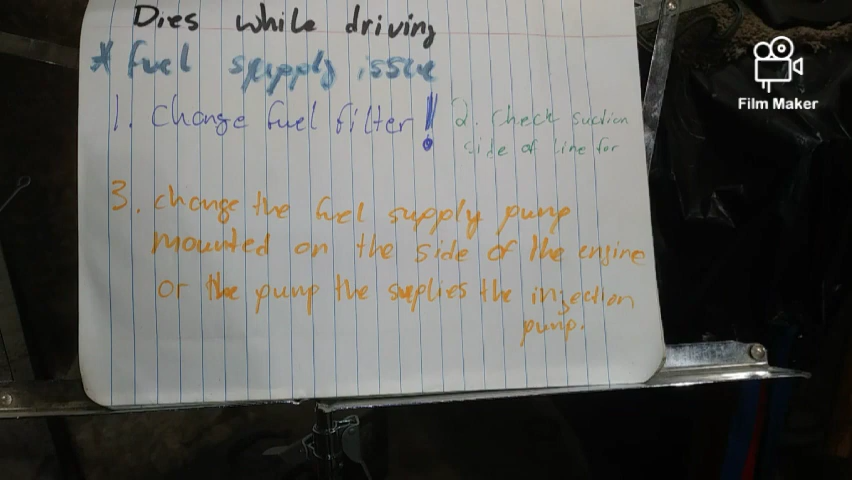 Dies while driving
* fuel supply issue
1. Change fuel filter!
2. Check suction
side of line for
3. change the fuel supply pump
mounted on the side of the engine
or the pump the suplies the injection
pump.
Film Maker